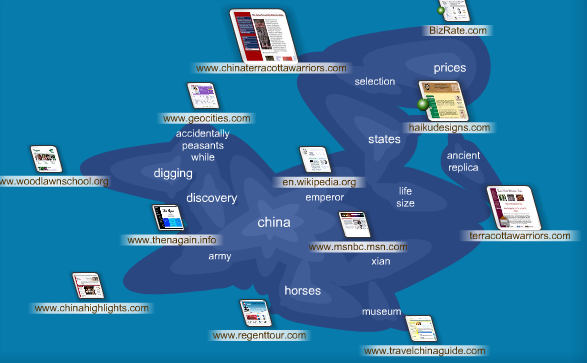 BizRate.com
www.chinaterracottawarriors.com
prices
selection
www.geocities.com
haikudesigns.com
accidentally
peasants
while
states
ancient
replica
www.woodlawnschool.org
en.wikipedia.org
digging
discovery
emperor
life
size
china
www.thenagain.info
terracottawarriors.com
www.msnbc.msn.com
army
xian
horses
www.chinahighlights.com
museum
www.regenttour.com
www.travelchinaguide.com